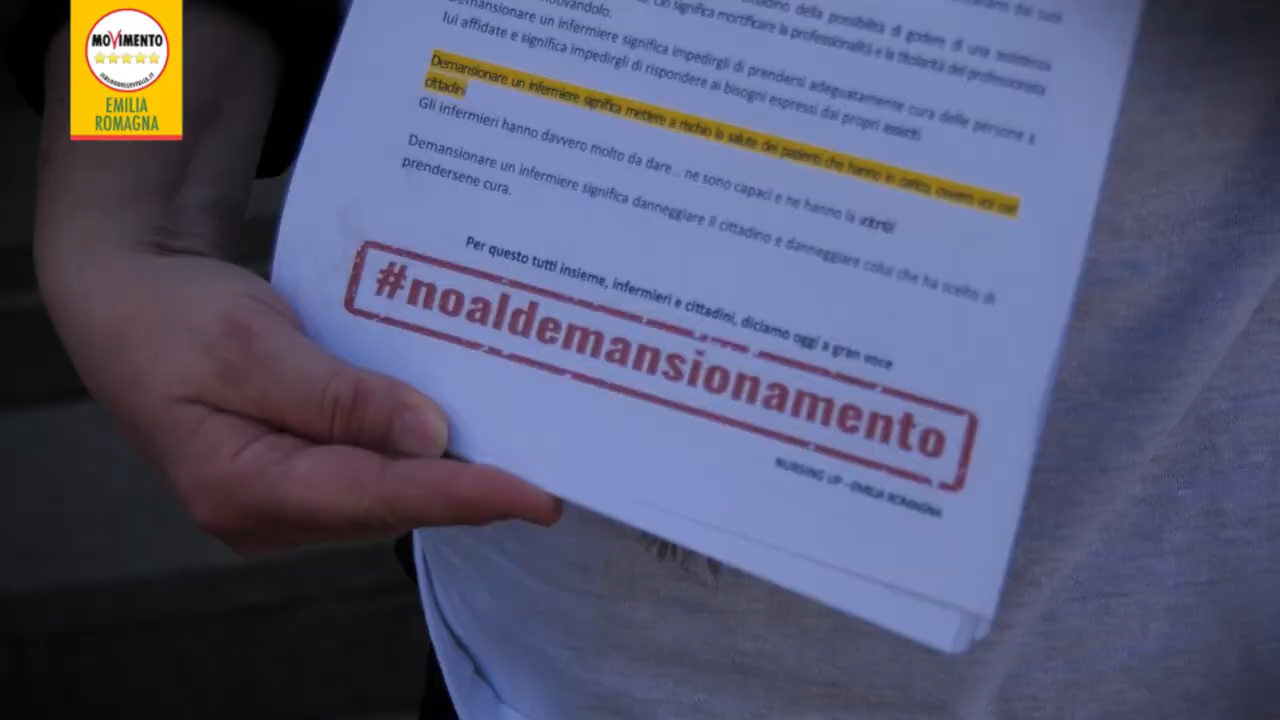 MOVIMENTO
EMILIA
ROMAGNA
cittadino della possibilità di godere di una assistenza
significa mortificare la professionalità e la titolarità del professionista
Demansionare un infermiere significa impedirgli di prendersi adeguatamente cura delle persone a
lui affidate e significa impedirgli di rispondere ai bisogni espressi dai propri assistiti
Demansionare un infermiere significa mettere a rischio la salute dei pazienti che hanno in carico,
cittadini
Gli infermieri hanno davvero molto da dare... ne sono capaci e ne hanno la volontà!
Demansionare un infermiere significa danneggiare il cittadino e danneggiare colui che ha scelto di
prendersene cura.
Per questo tutti insieme, infermieri e cittadini, diciamo oggi a gran voce
#noaldemansionamento
NURSING UP - EMILIA ROMAGNA